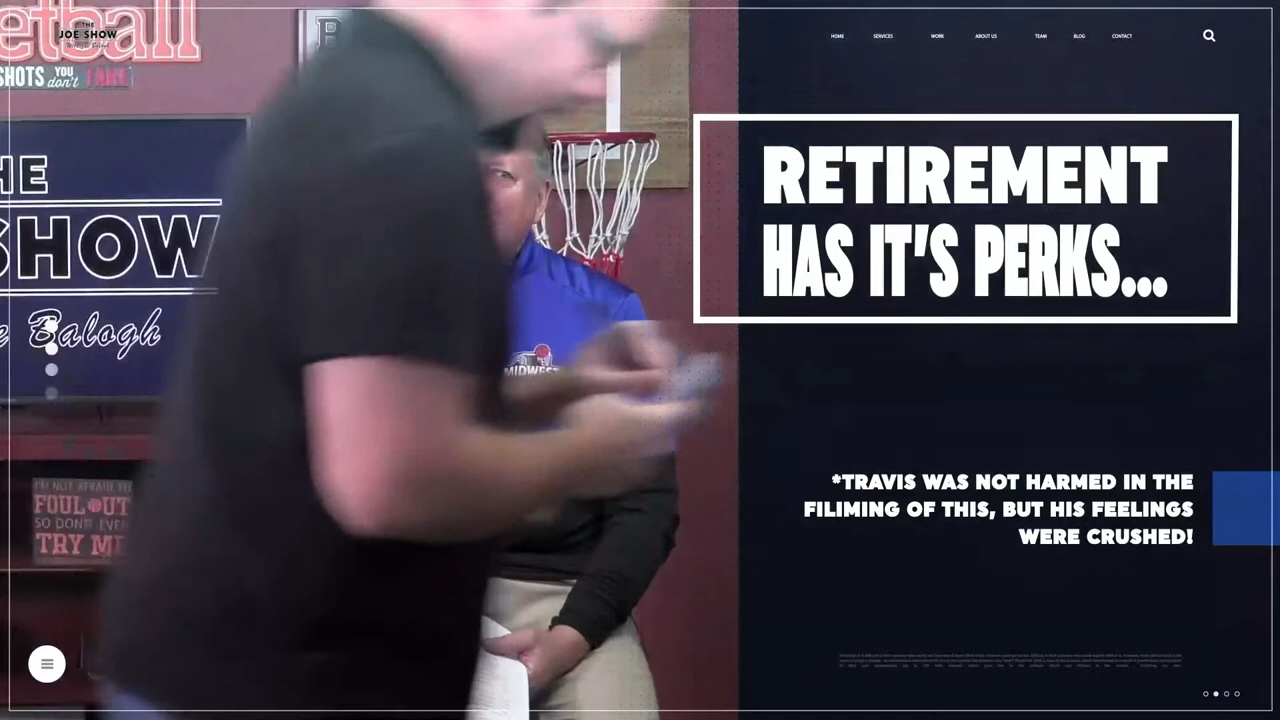 etball
THE
JOE SHOW
SHOTS YOU don't TAKE
HOME SERVICES WORK ABOUT US TEAM BLOG CONTACT
RETIREMENT
HAS IT'S PERKS...
HE
SHOW
e Balogh
MIDWEST
I'M NOT AFRAID TO
FOUL OUT
SO DON'T EVEN
TRY ME
*TRAVIS WAS NOT HARMED IN THE
FILIMING OF THIS, BUT HIS FEELINGS
WERE CRUSHED!